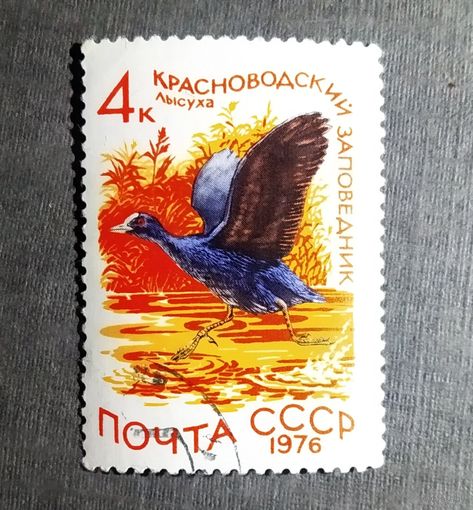 4к
КРАСНОВОДСКИЙ ЗАПОВЕДНИК
Лысуха
ПОЧТА СССР
1976